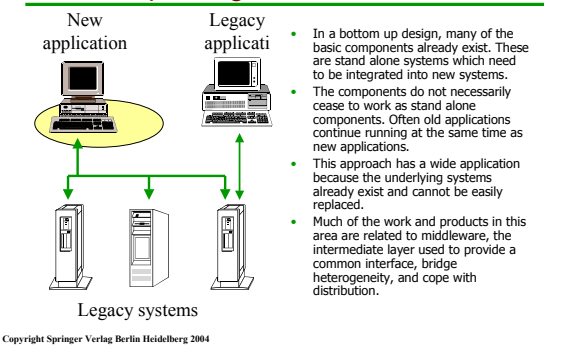 New
application
Legacy
applicati
• In a bottom up design, many of the
basic components already exist. These
are stand alone systems which need
to be integrated into new systems.
• The components do not necessarily
cease to work as stand alone
components. Often old applications
continue running at the same time as
new applications.
• This approach has a wide application
because the underlying systems
already exist and cannot be easily
replaced.
• Much of the work and products in this
area are related to middleware, the
intermediate layer used to provide a
common interface, bridge
heterogeneity, and cope with
distribution.
Legacy systems
Copyright Springer Verlag Berlin Heidelberg 2004